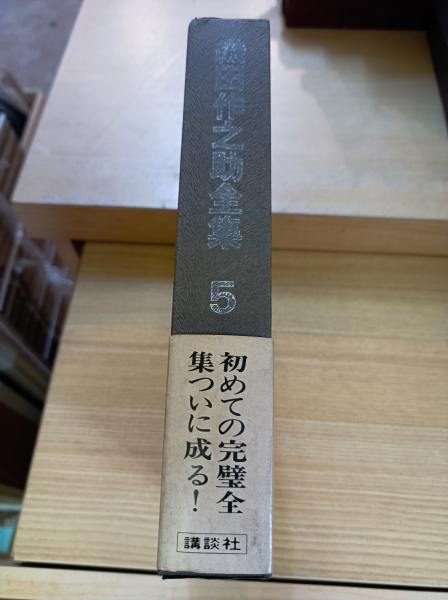 織田作之助全集
5
初めての完璧全
集ついに成る!
講談社